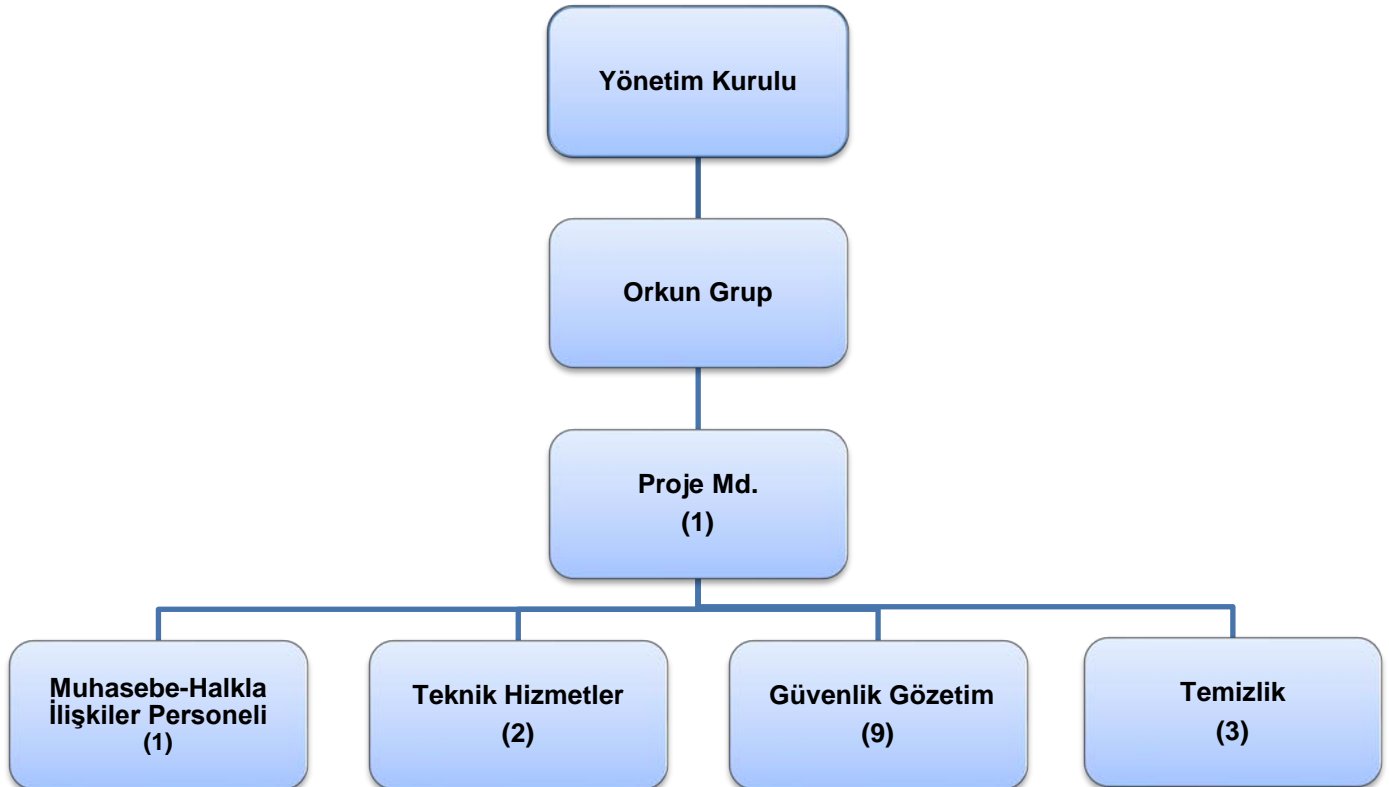 Yönetim Kurulu
Orkun Grup
Proje Md.
(1)
Muhasebe-Halkla
İlişkiler Personeli
(1)
Teknik Hizmetler
(2)
Güvenlik Gözetim
(9)
Temizlik
(3)